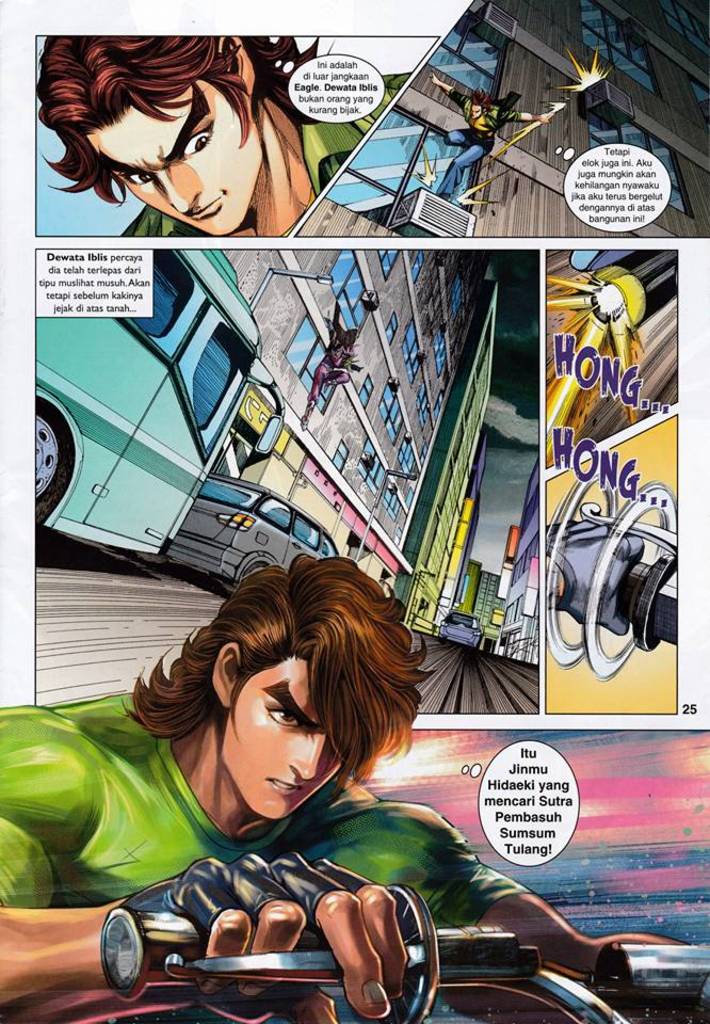 Ini adalah
di luar jangkaan
Eagle. Dewata Iblis
bukan orang yang
kurang bijak.
Tetapi
elok juga ini. Aku
juga mungkin akan
kehilangan nyawaku
jika aku terus bergelut
dengannya di atas
bangunan ini!
Dewata Iblis percaya
dia telah terlepas dari
tipu muslihat musuh. Akan
tetapi sebelum kakinya
jejak di atas tanah...
HONG...
HONG...
25
Itu
Jinmu
Hidaeki yang
mencari Sutra
Pembasuh
Sumsum
Tulang!